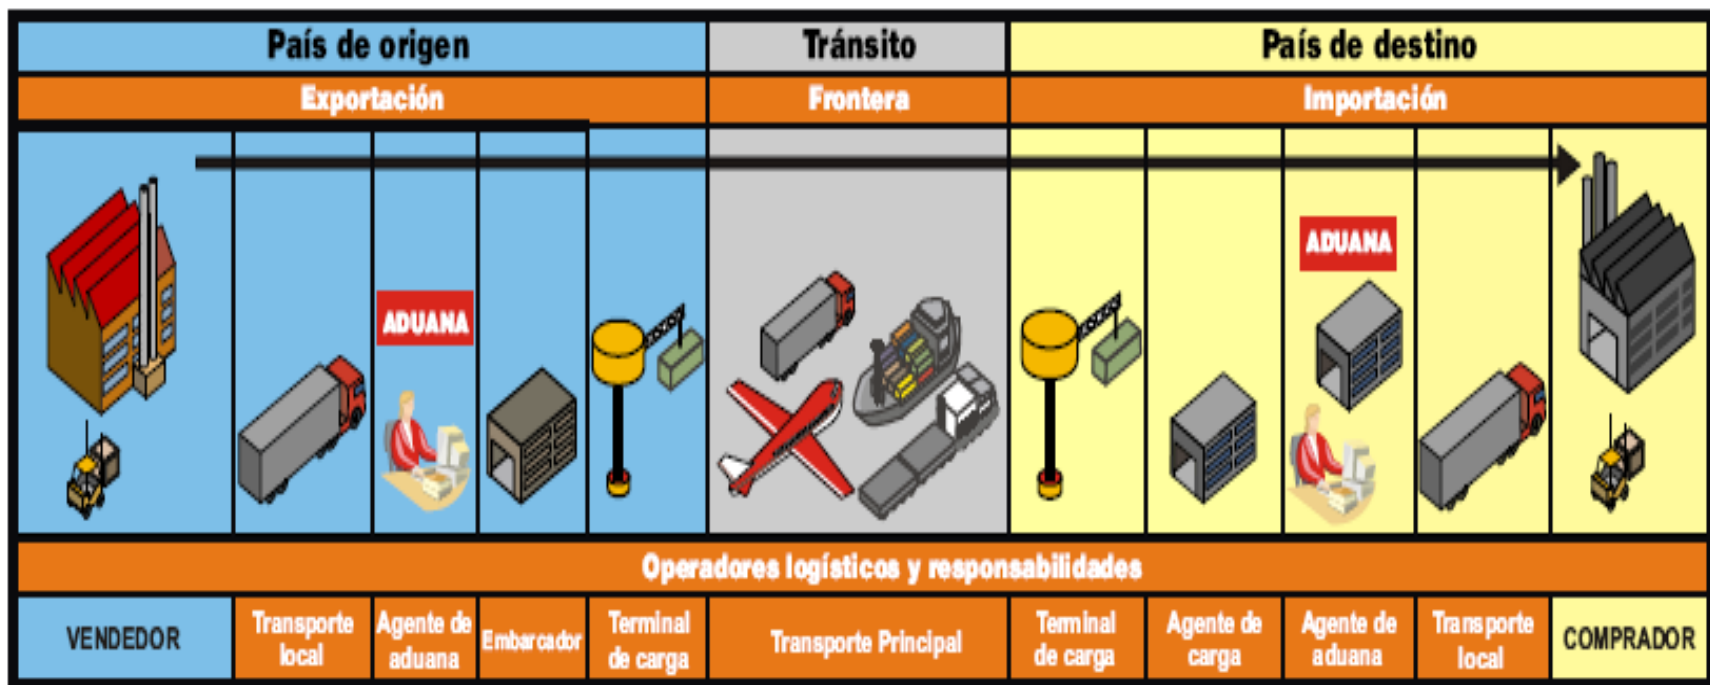 País de origen
Tránsito
País de destino
Exportación
Frontera
Importación
ADUANA
ADUANA
Operadores logísticos y responsabilidades
VENDEDOR
Transporte
local
Agente de
aduana
Embarcador
Terminal
de carga
Transporte Principal
Terminal
de carga
Agente de
carga
Agente de
aduana
Transporte
local
COMPRADOR